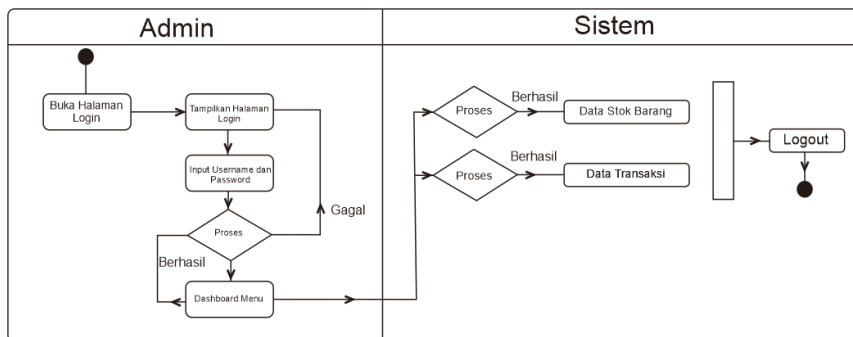 Admin
Sistem
Buka Halaman
Login
Tampilkan Halaman
Login
Input Username dan
Password
Proses
Gagal
Berhasil
Dashboard Menu
Proses
Berhasil
Data Stok Barang
Proses
Berhasil
Data Transaksi
Logout